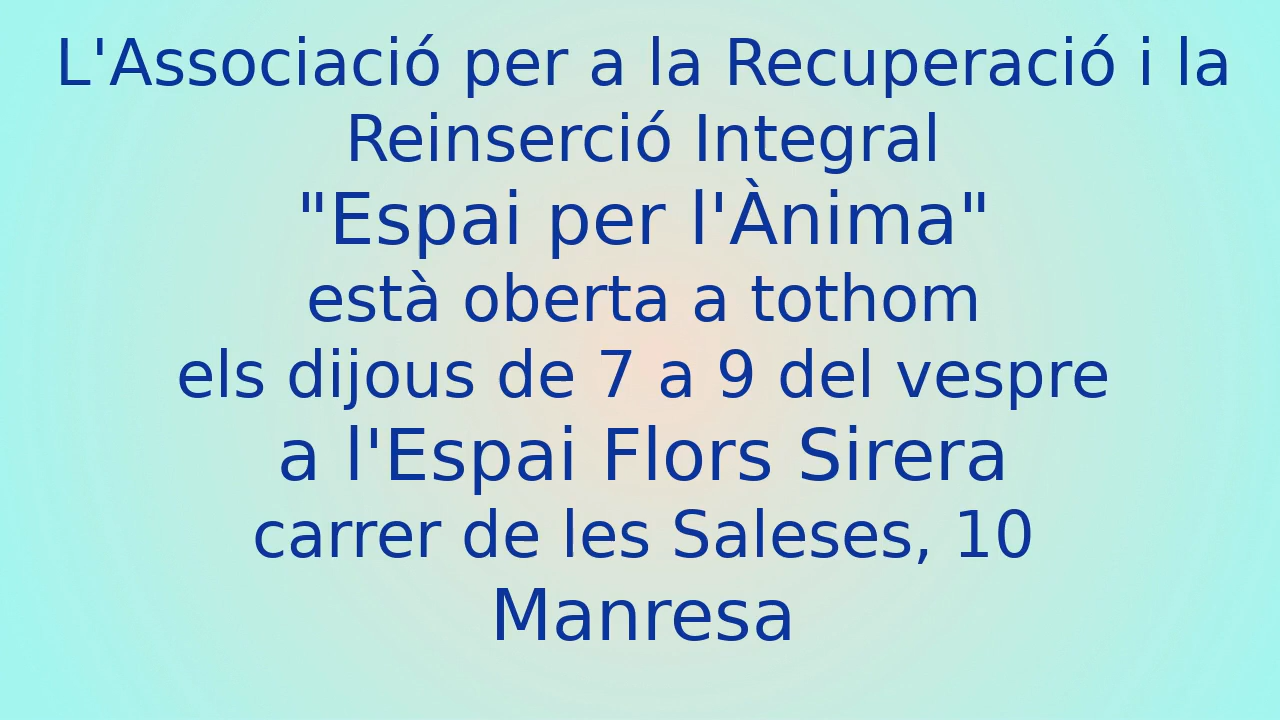 L'Associació per a la Recuperació i la
Reinserció Integral
"Espai per l'Ànima"
està oberta a tothom
els dijous de 7 a 9 del vespre
a l'Espai Flors Sirera
carrer de les Saleses, 10
Manresa